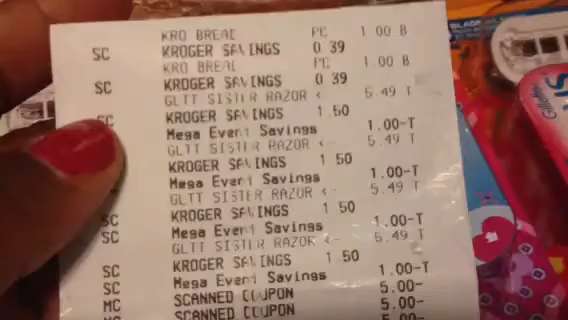 KRO BREAD PC 1 00 B
SC KROGER SAVINGS 0 39
KRO BREAD PC 1 00 B
SC KROGER SAVINGS 0 39
GLTT SISTER RAZOR <- 5.49 T
SC KROGER SAVINGS 1 50
Mega Event Savings 1.00-T
GLTT SISTER RAZOR <- 5.49 T
KROGER SAVINGS 1 50
Mega Event Savings 1.00-T
GLTT SISTER RAZOR <- 5.49 T
SC KROGER SAVINGS 1 50
SC Mega Event Savings 1.00-T
GLTT SISTER RAZOR <- 5.49 T
SC KROGER SAVINGS 1 50
SC Mega Event Savings 1.00-T
MC SCANNED COUPON 5.00-
MC SCANNED COUPON 5.00-
Gillette